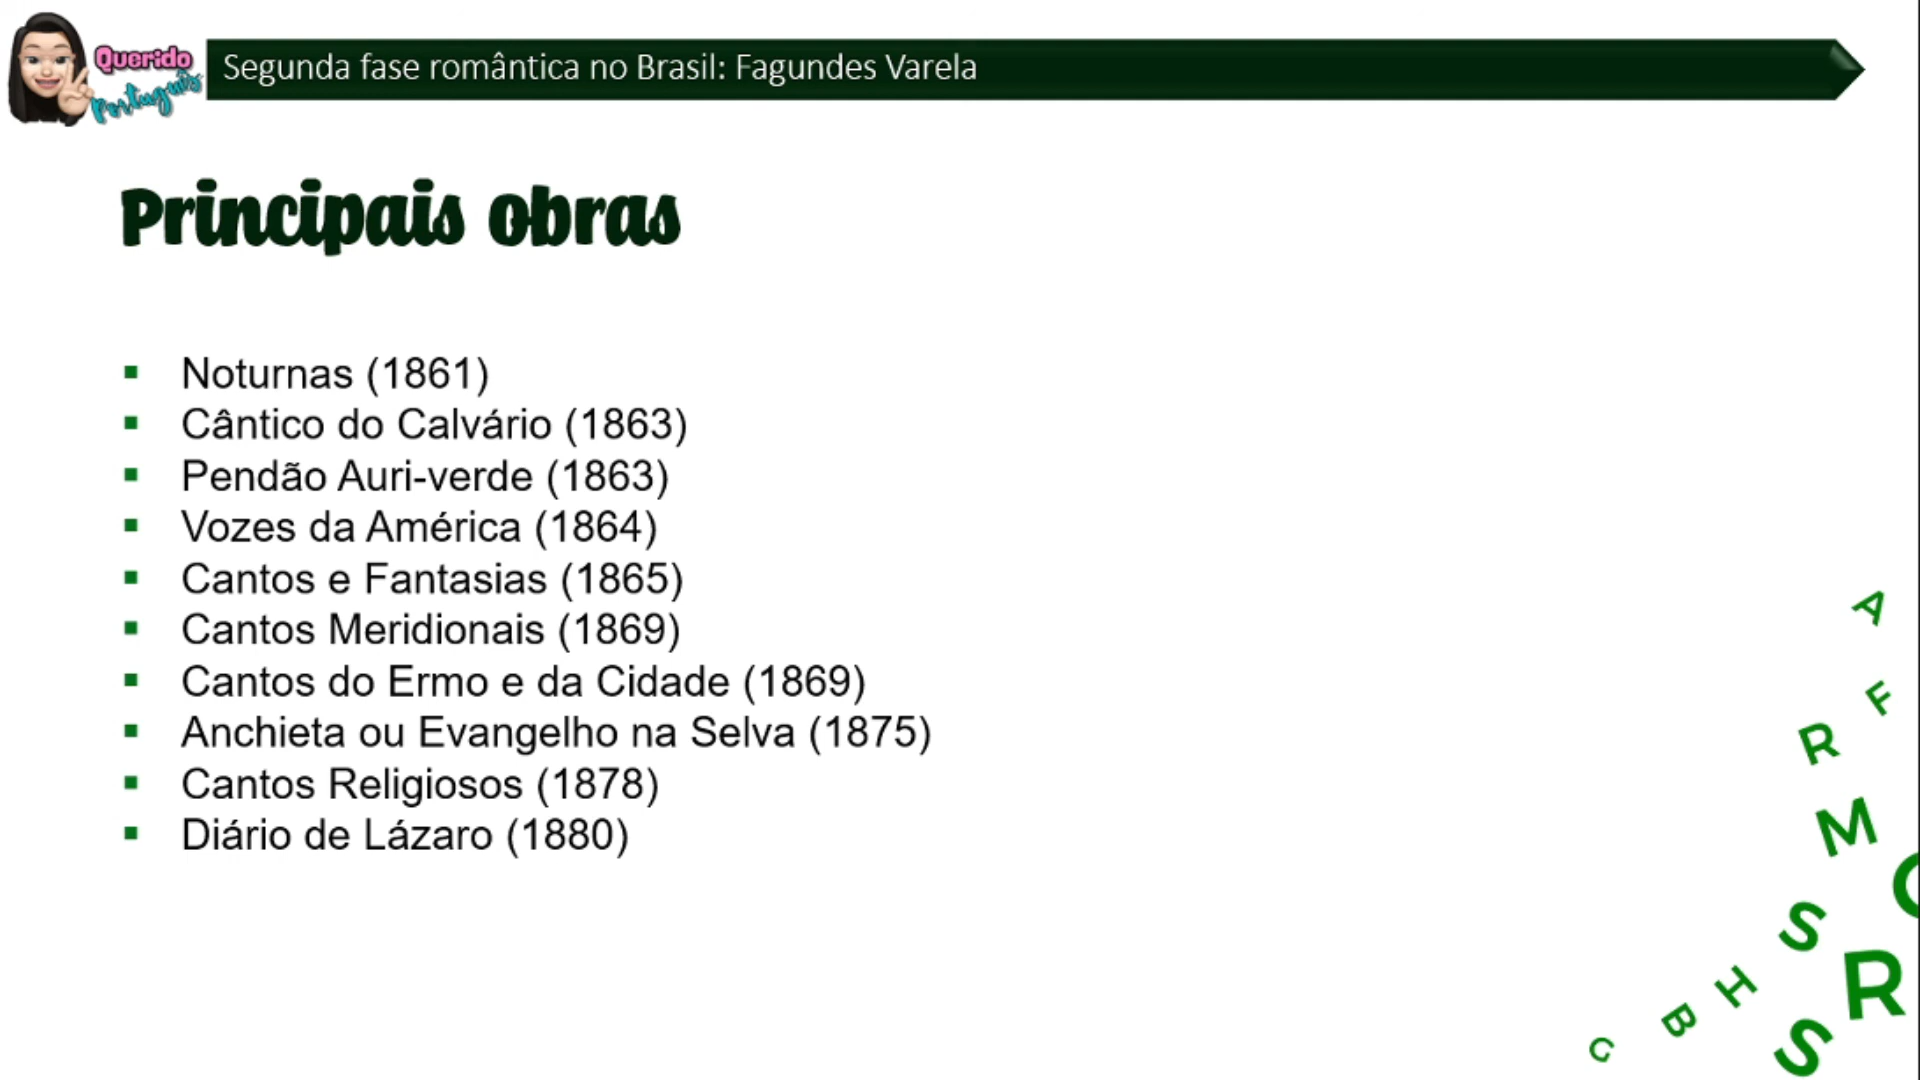 Querido
Português
Segunda fase romântica no Brasil: Fagundes Varela
Principais obras
▪ Noturnas (1861)
▪ Cântico do Calvário (1863)
▪ Pendão Auri-verde (1863)
▪ Vozes da América (1864)
▪ Cantos e Fantasias (1865)
▪ Cantos Meridionais (1869)
▪ Cantos do Ermo e da Cidade (1869)
▪ Anchieta ou Evangelho na Selva (1875)
▪ Cantos Religiosos (1878)
▪ Diário de Lázaro (1880)
A
F
R
M
S
R
H
B
S